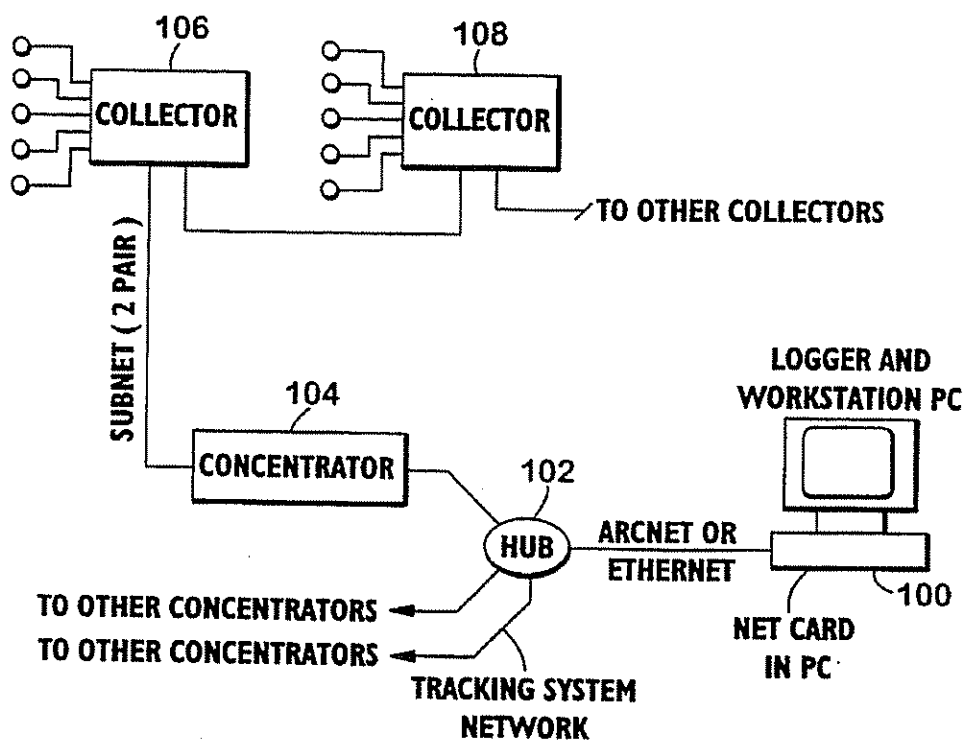 106
COLLECTOR
108
COLLECTOR
TO OTHER COLLECTORS
SUBNET ( 2 PAIR )
104
CONCENTRATOR
LOGGER AND
WORKSTATION PC
102
HUB
ARCNET OR
ETHERNET
100
NET CARD
IN PC
TO OTHER CONCENTRATORS
TO OTHER CONCENTRATORS
TRACKING SYSTEM
NETWORK